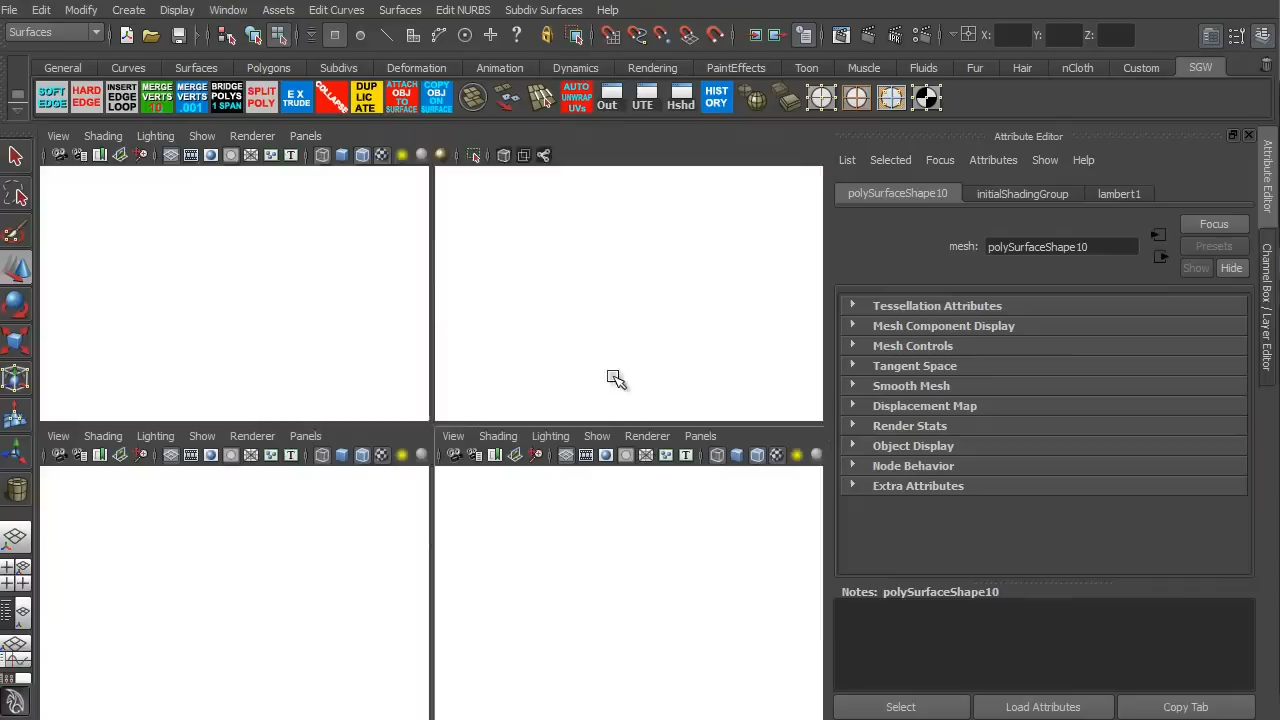 File Edit Modify Create Display Window Assets Edit Curves Surfaces Edit NURBS Subdiv Surfaces Help
Surfaces X: Y: Z:
General Curves Surfaces Polygons Subdivs Deformation Animation Dynamics Rendering PaintEffects Toon Muscle Fluids Fur Hair nCloth Custom SGW
SOFT EDGE HARD EDGE INSERT EDGE LOOP MERGE VERTS 10 MERGE VERTS .001 BRIDGE POLYS 1 SPAN SPLIT POLY EX TRUDE COLLAPSE DUP LIC ATE ATTACH OBJ TO SURFACE COPY OBJ ON SURFACE AUTO UNWRAP UVs Out UTE Hshd HIST ORY
View Shading Lighting Show Renderer Panels
Attribute Editor
List Selected Focus Attributes Show Help
polySurfaceShape10 initialShadingGroup lambert1
mesh: polySurfaceShape10
Focus
Presets
Show Hide
Tessellation Attributes
Mesh Component Display
Mesh Controls
Tangent Space
Smooth Mesh
Displacement Map
Render Stats
Object Display
Node Behavior
Extra Attributes
View Shading Lighting Show Renderer Panels
View Shading Lighting Show Renderer Panels
Notes: polySurfaceShape10
Select Load Attributes Copy Tab
Attribute Editor
Channel Box / Layer Editor